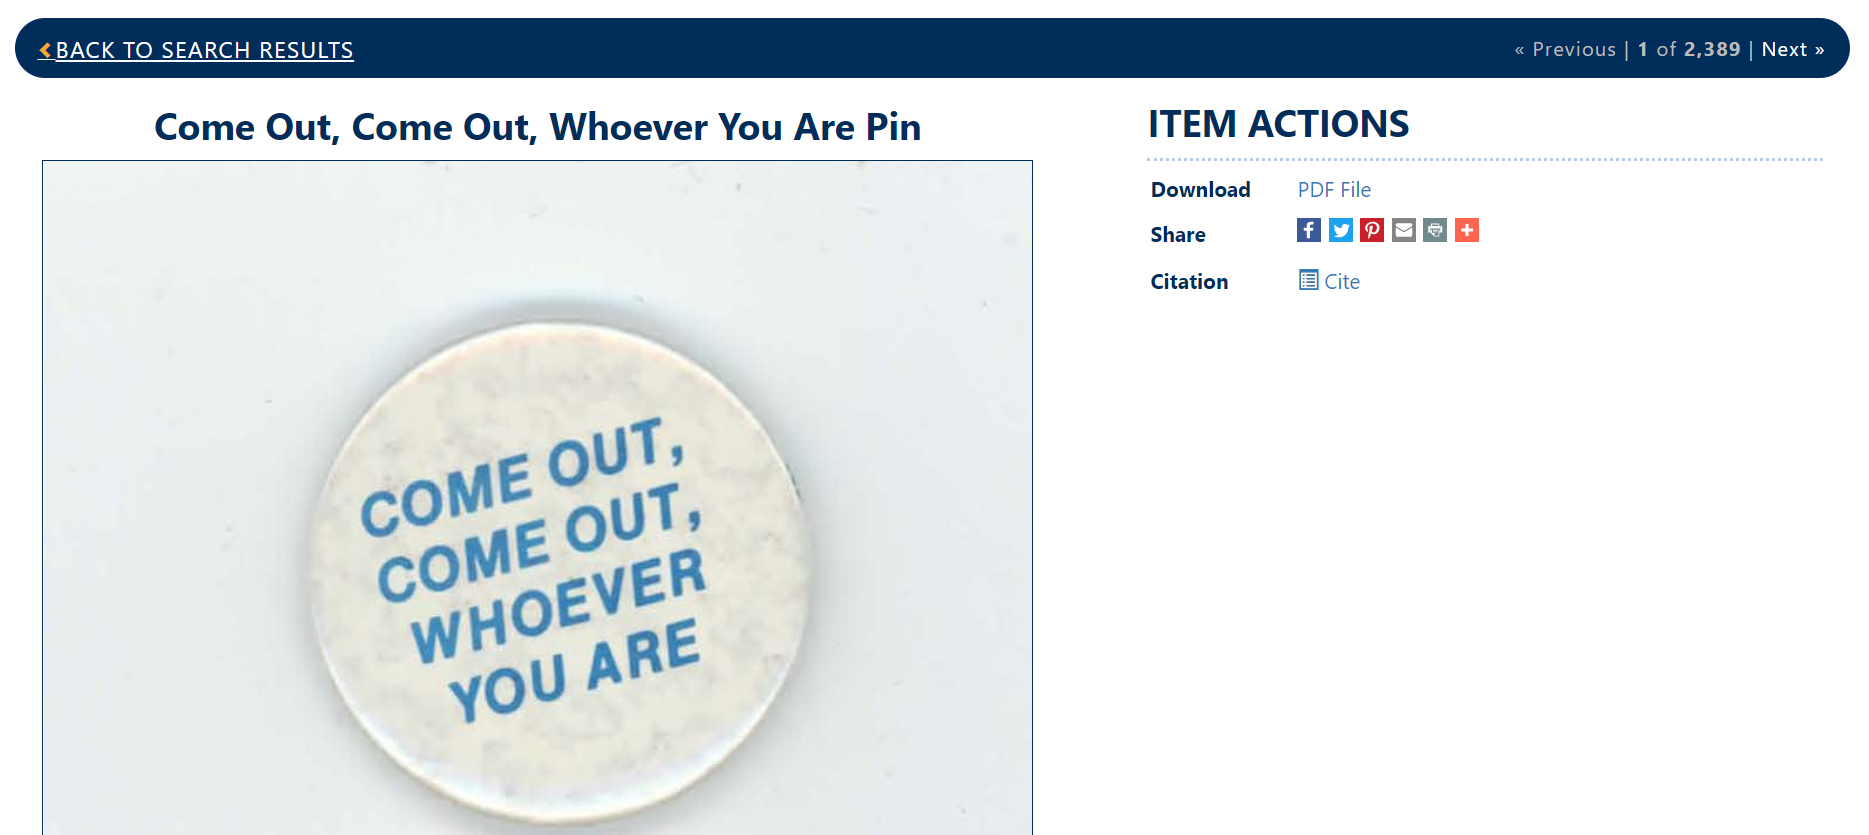 BACK TO SEARCH RESULTS
« Previous | 1 of 2,389 | Next »
Come Out, Come Out, Whoever You Are Pin
COME OUT,
COME OUT,
WHOEVER
YOU ARE
ITEM ACTIONS
Download PDF File
Share
Citation Cite